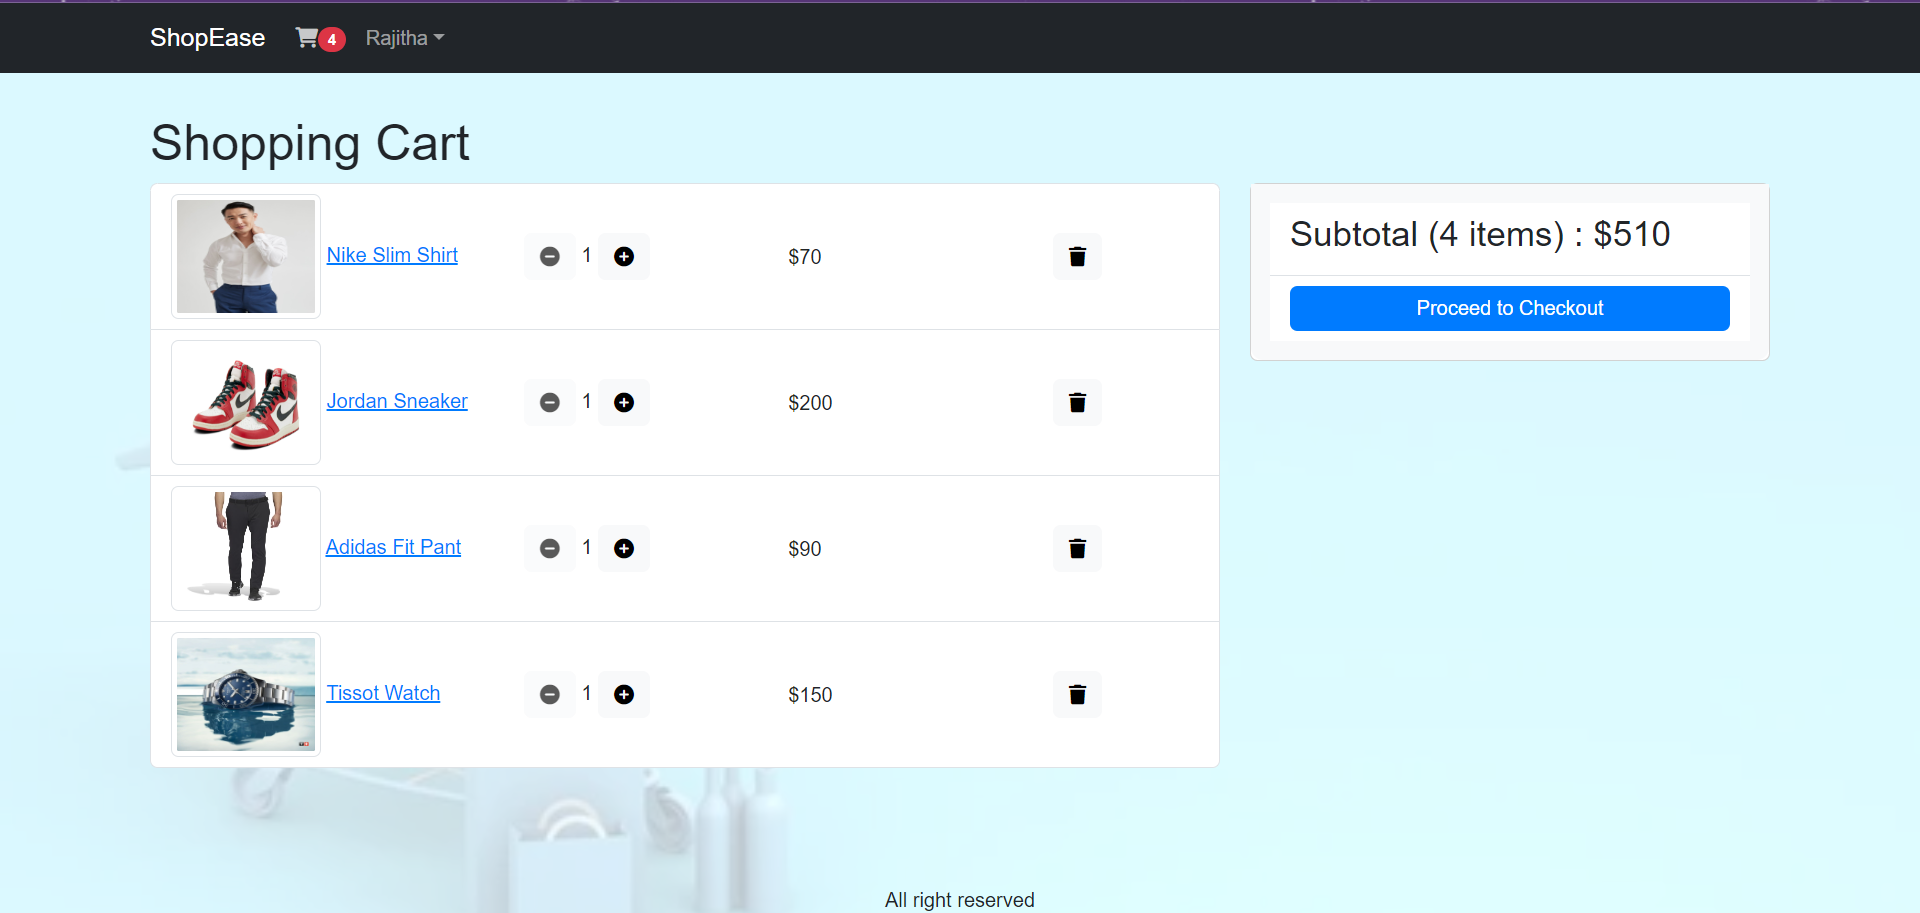 ShopEase 4 Rajitha
Shopping Cart
Nike Slim Shirt 1 $70
Jordan Sneaker 1 $200
Adidas Fit Pant 1 $90
Tissot Watch 1 $150
Subtotal (4 items) : $510
Proceed to Checkout
All right reserved